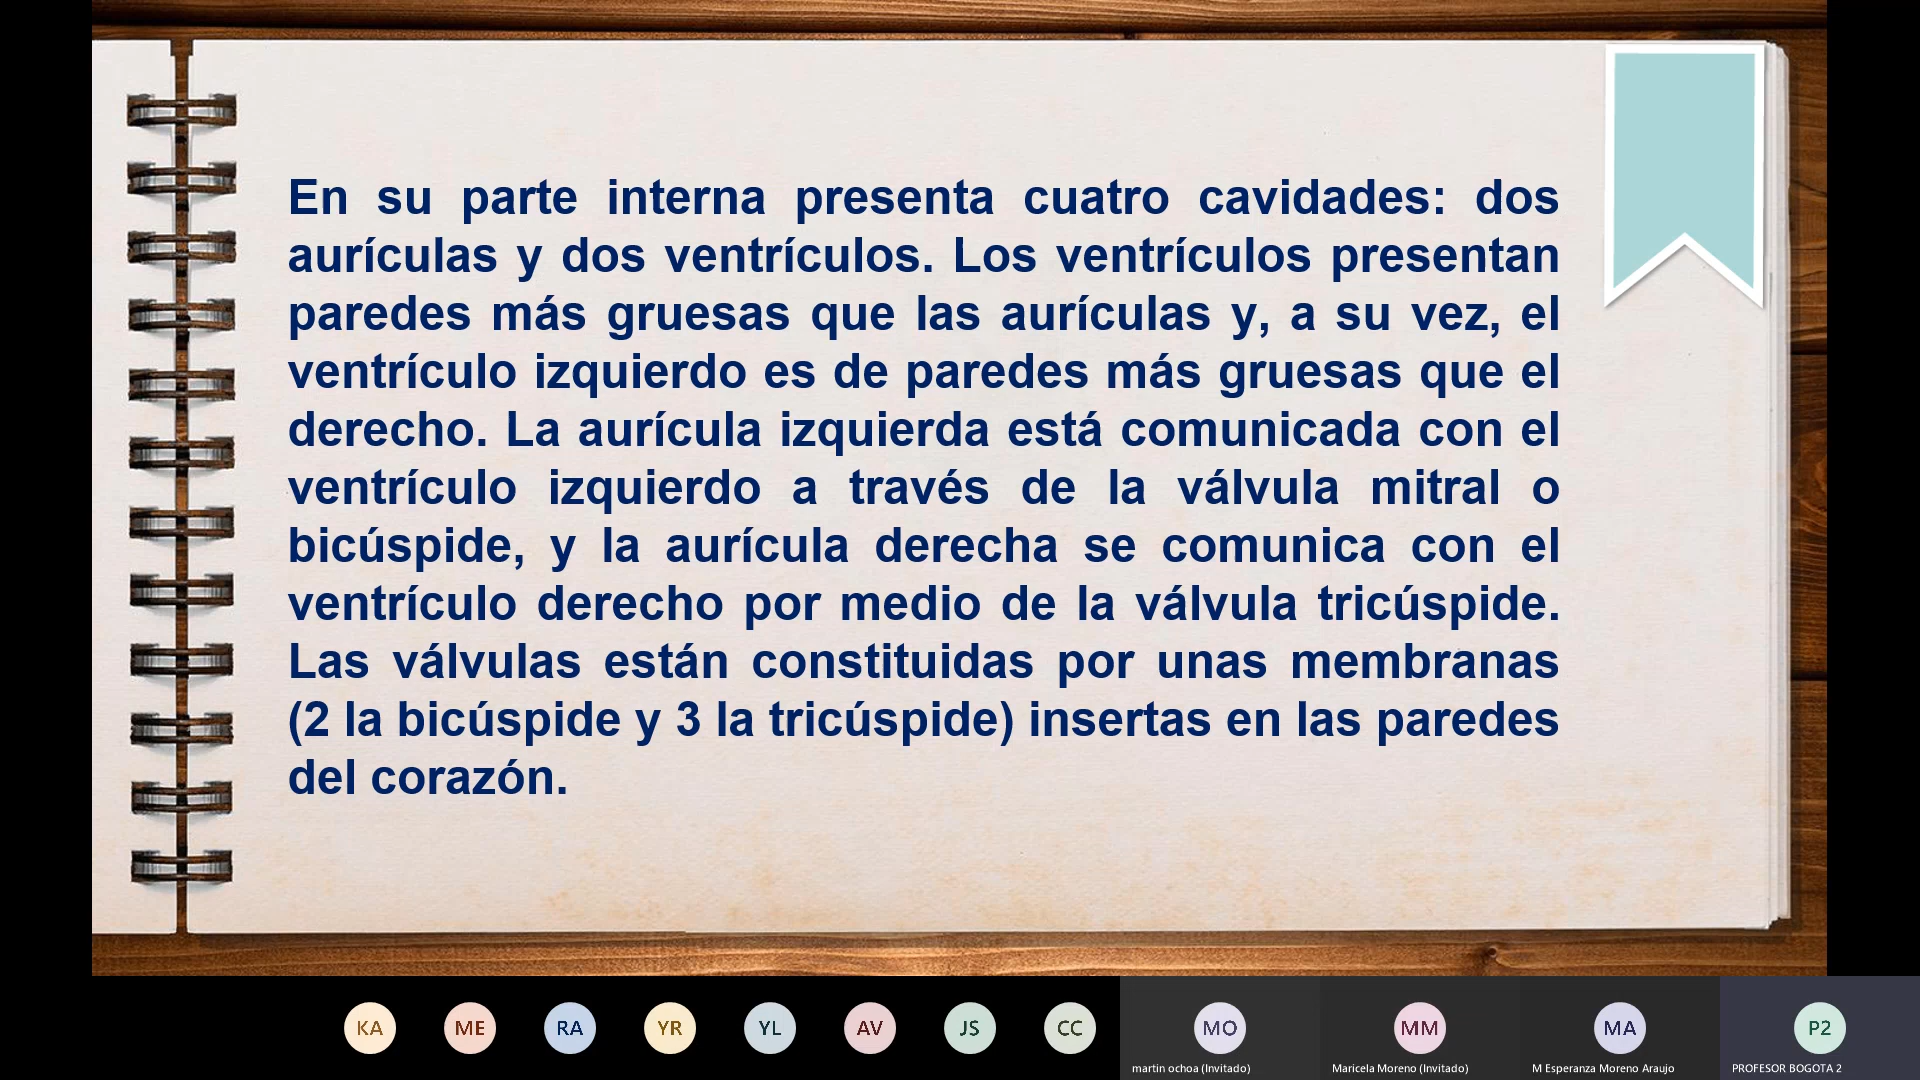 En su parte interna presenta cuatro cavidades: dos
aurículas y dos ventrículos. Los ventrículos presentan
paredes más gruesas que las aurículas y, a su vez, el
ventrículo izquierdo es de paredes más gruesas que el
derecho. La aurícula izquierda está comunicada con el
ventrículo izquierdo a través de la válvula mitral o
bicúspide, y la aurícula derecha se comunica con el
ventrículo derecho por medio de la válvula tricúspide.
Las válvulas están constituidas por unas membranas
(2 la bicúspide y 3 la tricúspide) insertas en las paredes
del corazón.
KA ME RA YR YL AV JS CC MO MM MA P2
martin ochoa (Invitado) Maricela Moreno (Invitado) M Esperanza Moreno Araujo PROFESOR BOGOTA 2